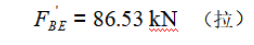 F'_{BE} = 86.53 kN （拉）